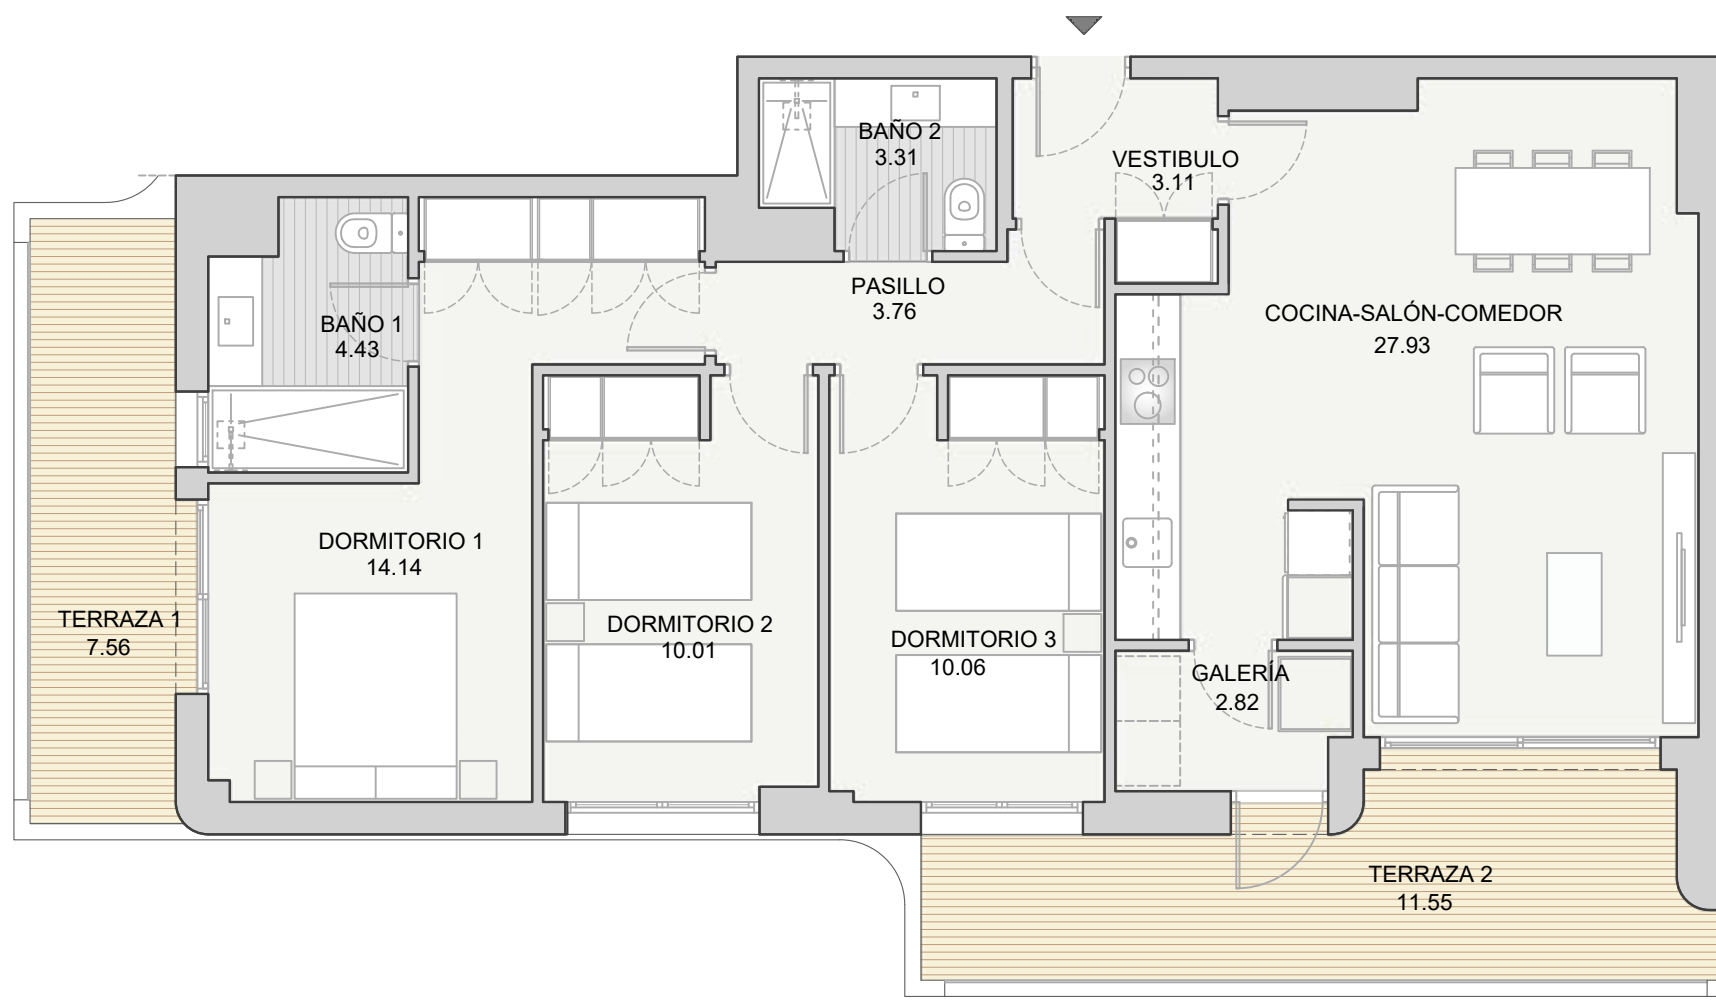 BAÑO 2
3.31
VESTIBULO
3.11
PASILLO
3.76
COCINA-SALÓN-COMEDOR
27.93
BAÑO 1
4.43
DORMITORIO 1
14.14
TERRAZA 1
7.56
DORMITORIO 2
10.01
DORMITORIO 3
10.06
GALERÍA
2.82
TERRAZA 2
11.55